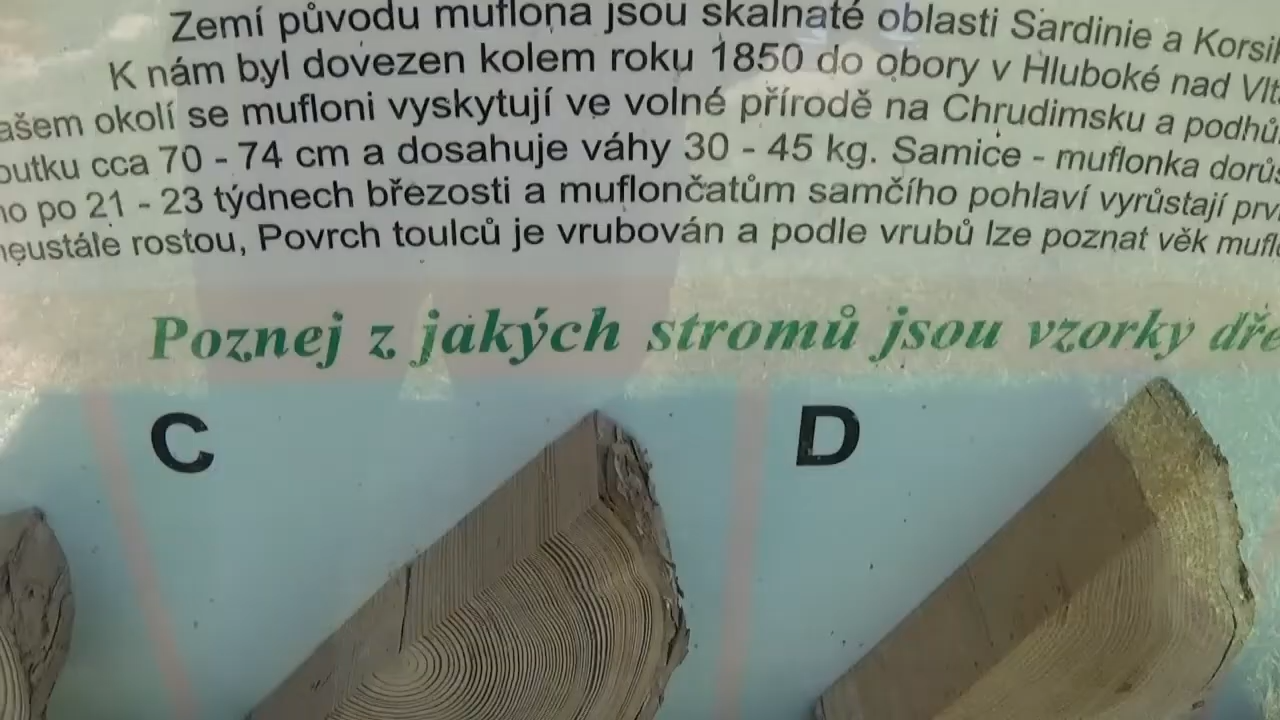 Zemí původu muflona jsou skalnaté oblasti Sardinie a
K nám byl dovezen kolem roku 1850 do obory v Hluboké nad
okolí se mufloni vyskytují ve volné přírodě na Chrudimsku a
cca 70 - 74 cm a dosahuje váhy 30 - 45 kg. Samice - muflonka
po 21 - 23 týdnech březosti a muflončatům samčího pohlaví vyrůstají
neustále rostou, Povrch toulců je vrubován a podle vrubů lze poznat věk
Poznej z jakých stromů jsou vzorky
C
D